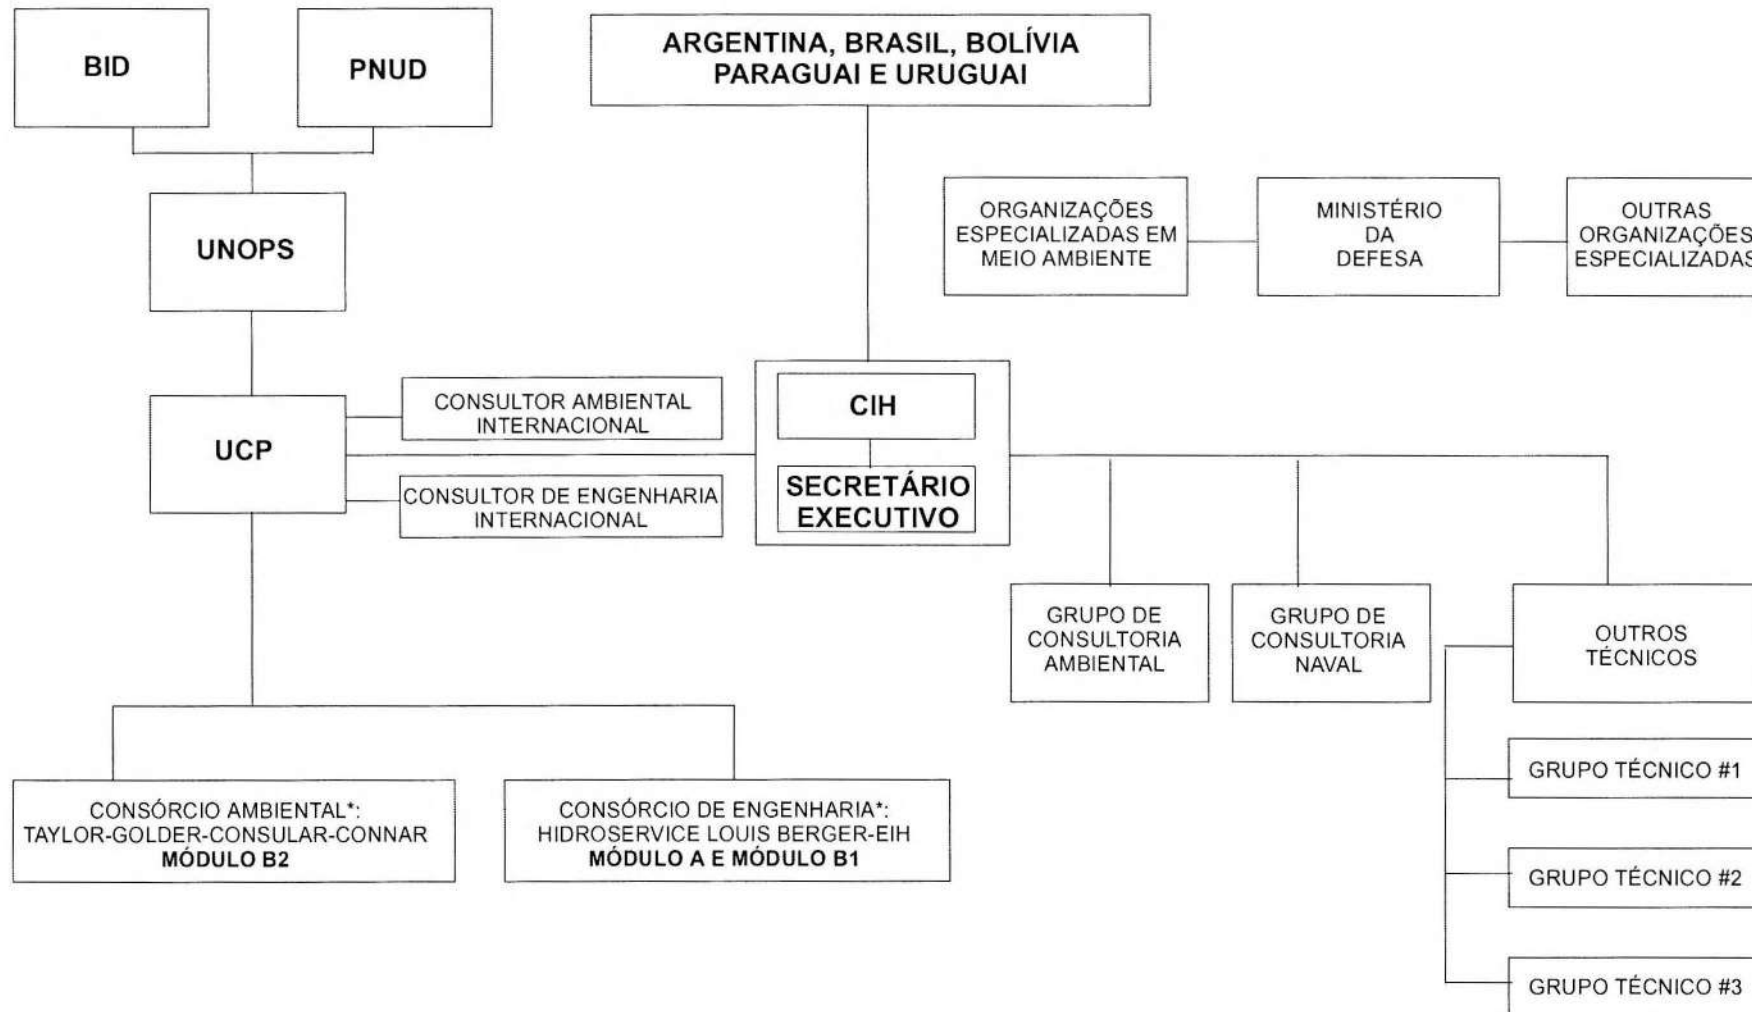 BID
PNUD
ARGENTINA, BRASIL, BOLÍVIA
PARAGUAI E URUGUAI
UNOPS
ORGANIZAÇÕES
ESPECIALIZADAS EM
MEIO AMBIENTE
MINISTÉRIO
DA
DEFESA
OUTRAS
ORGANIZAÇÕES
ESPECIALIZADAS
UCP
CONSULTOR AMBIENTAL
INTERNACIONAL
CONSULTOR DE ENGENHARIA
INTERNACIONAL
CIH
SECRETÁRIO
EXECUTIVO
GRUPO DE
CONSULTORIA
AMBIENTAL
GRUPO DE
CONSULTORIA
NAVAL
OUTROS
TÉCNICOS
GRUPO TÉCNICO #1
GRUPO TÉCNICO #2
GRUPO TÉCNICO #3
CONSÓRCIO AMBIENTAL*:
TAYLOR-GOLDER-CONSULAR-CONNAR
MÓDULO B2
CONSÓRCIO DE ENGENHARIA*:
HIDROSERVICE LOUIS BERGER-EIH
MÓDULO A E MÓDULO B1